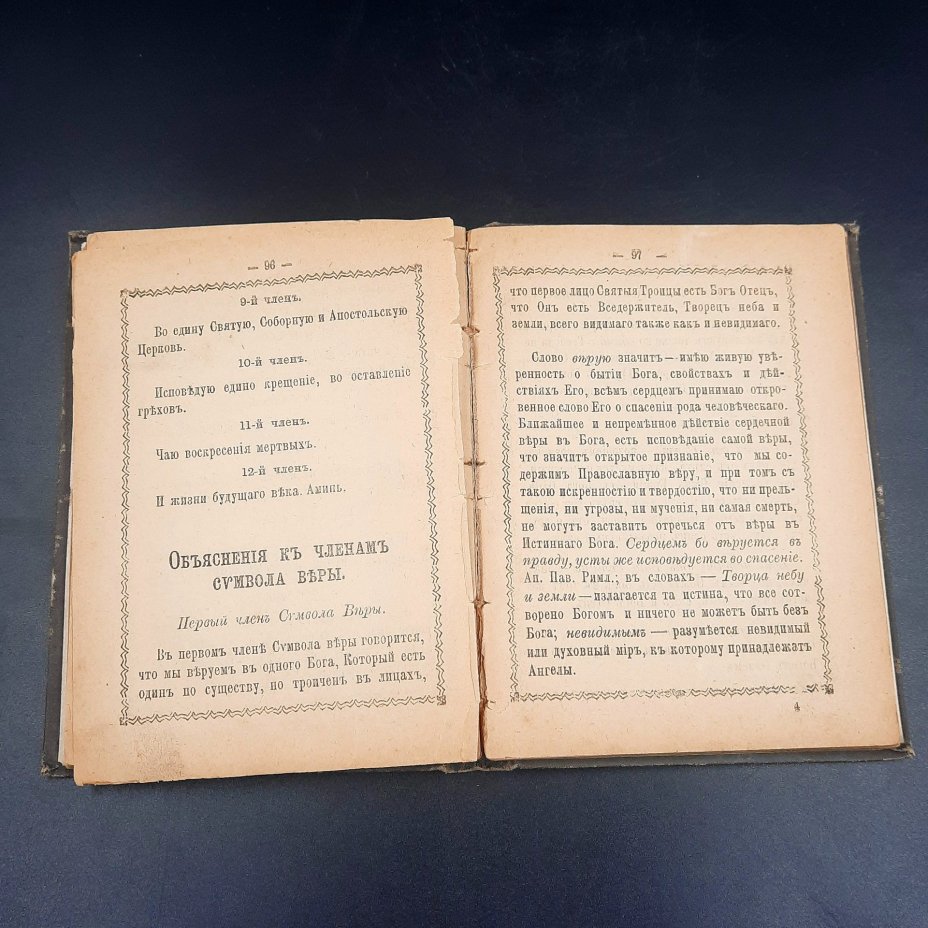 — 96 —
9-й членъ.
Во едину Святую, Соборную и Апостольскую
Церковь.
10-й членъ.
Исповѣдую едино крещеніе, во оставленіе
грѣховъ.
11-й членъ.
Чаю воскресенія мертвыхъ.
12-й членъ.
И жизни будущаго вѣка. Аминь.
Объясненія къ членамъ
сѵмвола вѣры.
Первый членъ Сѵмвола Вѣры.
Въ первомъ членѣ Сѵмвола вѣры говорится,
что мы вѣруемъ въ одного Бога, Который есть
одинъ по существу, но троиченъ въ лицахъ,
— 97 —
что первое лицо Святыя Троицы есть Богъ Отецъ,
что Онъ есть Вседержитель, Творецъ неба и
земли, всего видимаго также какъ и невидимаго.
Слово вѣрую значитъ — имѣю живую увѣ-
ренность о бытіи Бога, свойствахъ и дѣй-
ствіяхъ Его, всѣмъ сердцемъ принимаю откро-
венное слово Его о спасеніи рода человѣческаго.
Ближайшее и непремѣнное дѣйствіе сердечной
вѣры въ Бога, есть исповѣданіе самой вѣры,
что значитъ открытое признаніе, что мы со-
держимъ Православную вѣру, и при томъ съ
такою искренностію и твердостію, что ни прель-
щенія, ни угрозы, ни мученія, ни самая смерть,
не могутъ заставить отречься отъ вѣры въ
Истиннаго Бога. Сердцемъ бо вѣруется въ
правду, усты же исповѣдуется во спасеніе.
Ап. Пав. Римл.; въ словахъ — Творца небу
и земли — излагается та истина, что все сот-
ворено Богомъ и ничего не можетъ быть безъ
Бога; невидимымъ — разумѣется невидимый
или духовный міръ, къ которому принадлежатъ
Ангелы.
4